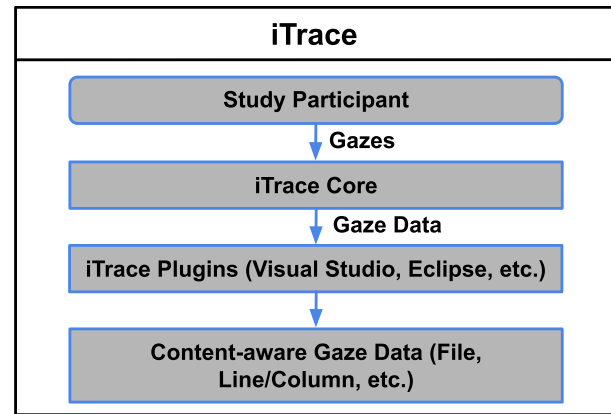 iTrace
Study Participant
Gazes
iTrace Core
Gaze Data
iTrace Plugins (Visual Studio, Eclipse, etc.)
Content-aware Gaze Data (File,
Line/Column, etc.)